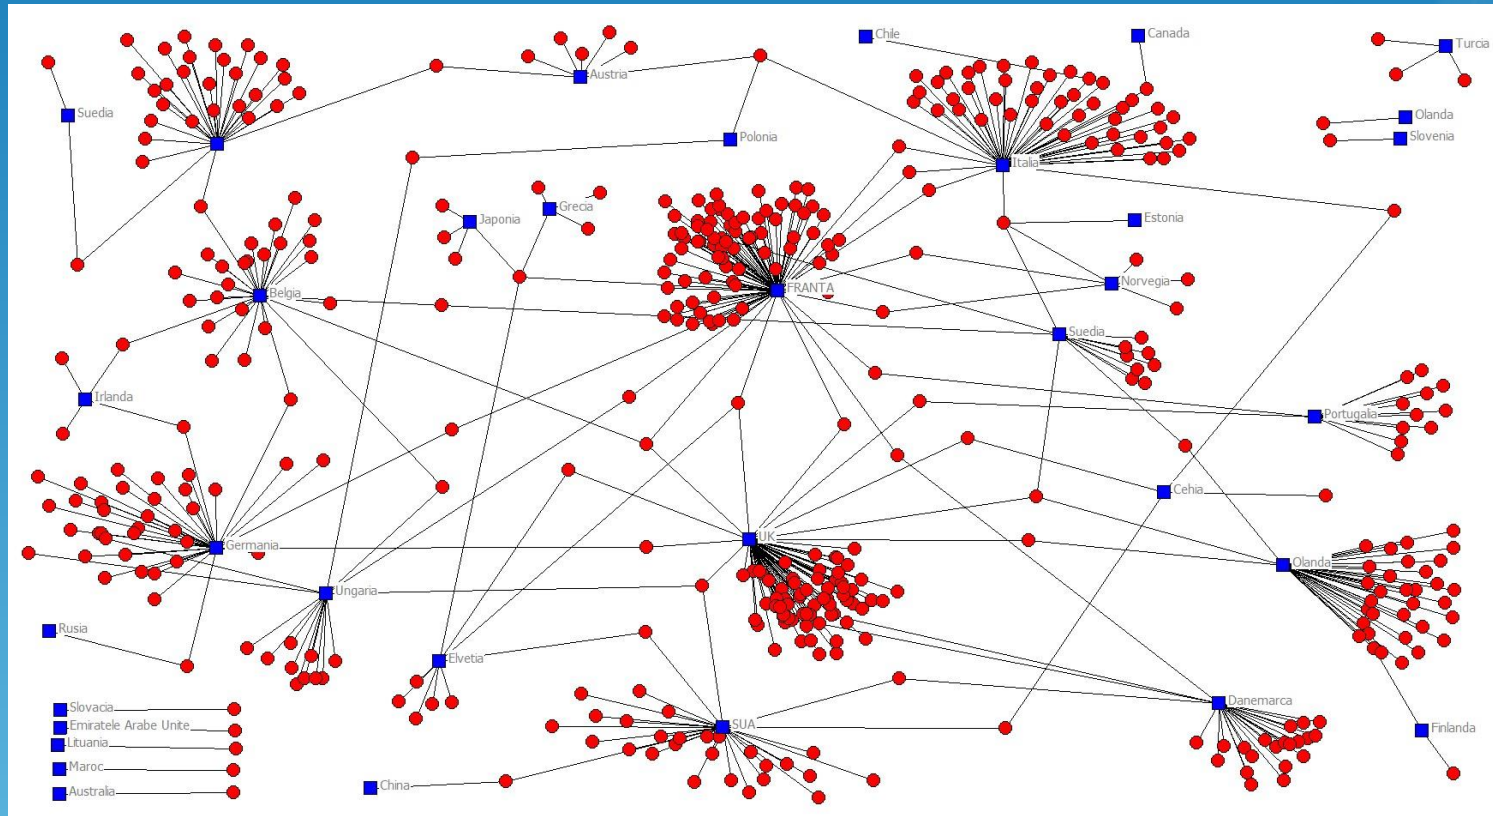 Chile
Canada
Turcia
Austria
Suedia
Olanda
Polonia
Slovenia
Italia
Japonia
Grecia
Estonia
Belgia
FRANTA
Norvegia
Suedia
Irlanda
Portugalia
Cehia
Germania
UK
Olanda
Ungaria
Rusia
Elvetia
Slovacia
Emiratele Arabe Unite
Lituania
Maroc
Australia
SUA
Danemarca
Finlanda
China